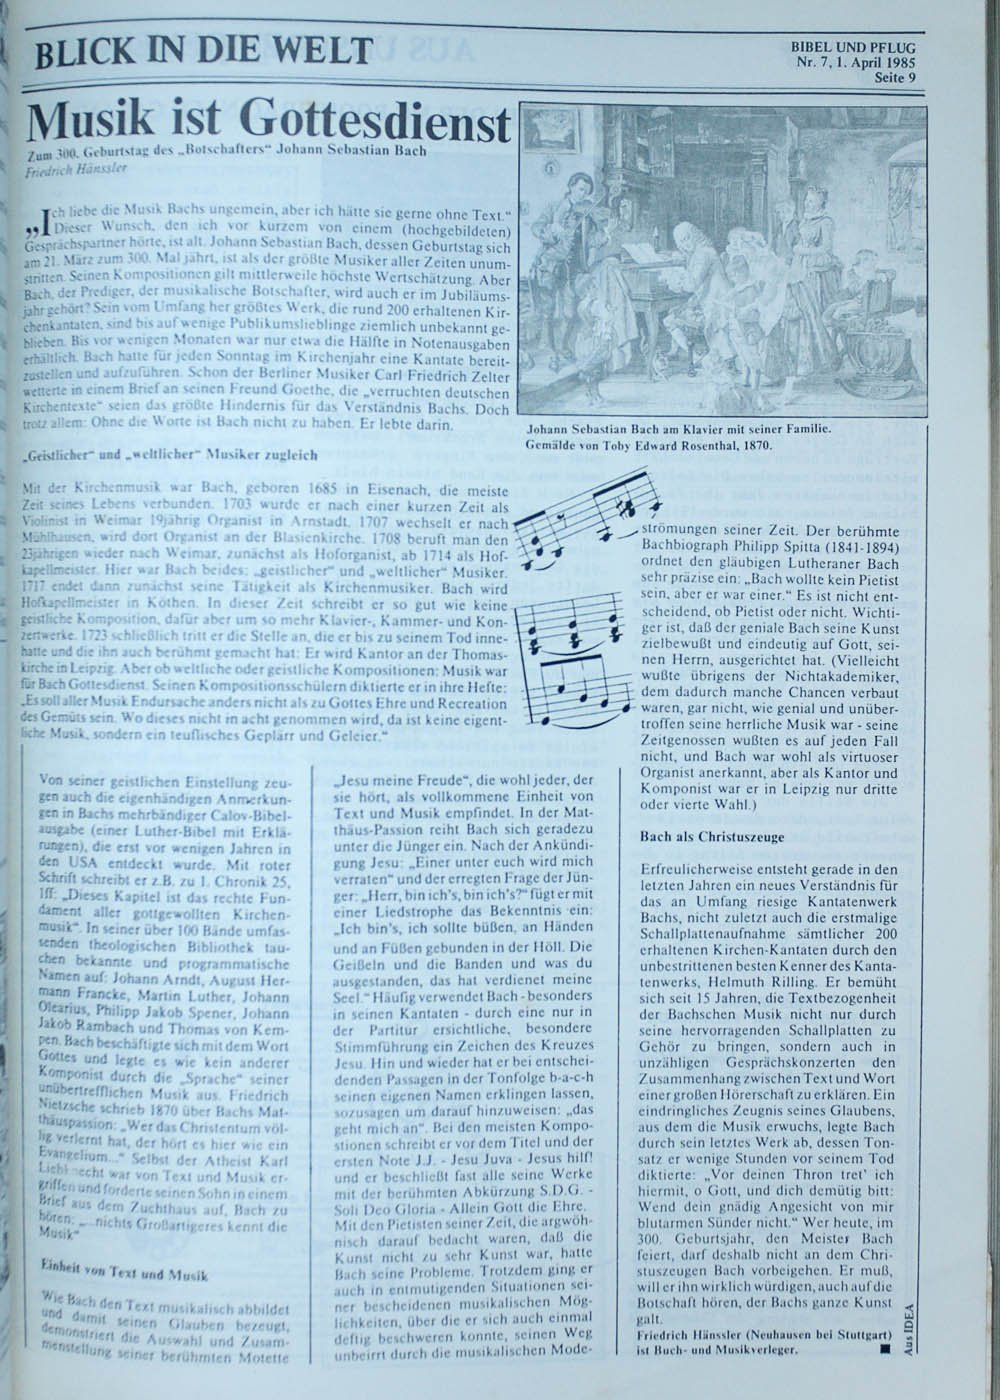 BLICK IN DIE WELT
BIBEL UND PFLUG
Nr. 7, 1. April 1985
Seite 9
Musik ist Gottesdienst
Zum 300. Geburtstag des „Botschafters“ Johann Sebastian Bach
Friedrich Hänssler
„Ich liebe die Musik Bachs ungemein, aber ich hätte sie gerne ohne Text.“
Dieser Wunsch, den ich vor kurzem von einem (hochgebildeten)
Gesprächspartner hörte, ist alt. Johann Sebastian Bach, dessen Geburtstag sich
am 21. März zum 300. Mal jährt, ist als der größte Musiker aller Zeiten unum-
stritten. Seinen Kompositionen gilt mittlerweile höchste Wertschätzung. Aber
Bach, der Prediger, der musikalische Botschafter, wird auch er im Jubiläums-
jahr gehört? Sein vom Umfang her größtes Werk, die rund 200 erhaltenen Kir-
chenkantaten, sind bis auf wenige Publikumslieblinge ziemlich unbekannt ge-
blieben. Bis vor wenigen Monaten war nur etwa die Hälfte in Notenausgaben
erhältlich. Bach hatte für jeden Sonntag im Kirchenjahr eine Kantate bereit-
zustellen und aufzuführen. Schon der Berliner Musiker Carl Friedrich Zelter
wetterte in einem Brief an seinen Freund Goethe, die „verruchten deutschen
Kirchentexte“ seien das größte Hindernis für das Verständnis Bachs. Doch
trotz allem: Ohne die Worte ist Bach nicht zu haben. Er lebte darin.
Johann Sebastian Bach am Klavier mit seiner Familie.
Gemälde von Toby Edward Rosenthal, 1870.
„Geistlicher“ und „weltlicher“ Musiker zugleich
Mit der Kirchenmusik war Bach, geboren 1685 in Eisenach, die meiste
Zeit seines Lebens verbunden. 1703 wurde er nach einer kurzen Zeit als
Violinist in Weimar 19jährig Organist in Arnstadt. 1707 wechselt er nach
Mühlhausen, wird dort Organist an der Blasienkirche. 1708 beruft man den
23jährigen wieder nach Weimar, zunächst als Hoforganist, ab 1714 als Hof-
kapellmeister. Hier war Bach beides: „geistlicher“ und „weltlicher“ Musiker.
1717 endet dann zunächst seine Tätigkeit als Kirchenmusiker. Bach wird
Hofkapellmeister in Köthen. In dieser Zeit schreibt er so gut wie keine
geistliche Komposition, dafür aber um so mehr Klavier-, Kammer- und Kon-
zertwerke. 1723 schließlich tritt er die Stelle an, die er bis zu seinem Tod inne-
hatte und die ihn auch berühmt gemacht hat: Er wird Kantor an der Thomas-
kirche in Leipzig. Aber ob weltliche oder geistliche Kompositionen: Musik war
für Bach Gottesdienst. Seinen Kompositionsschülern diktierte er in ihre Hefte:
„Es soll aller Musik Endursache anders nicht als zu Gottes Ehre und Recreation
des Gemüts sein. Wo dieses nicht in acht genommen wird, da ist keine eigent-
liche Musik, sondern ein teuflisches Geplärr und Geleier.“
Von seiner geistlichen Einstellung zeu-
gen auch die eigenhändigen Anmerkun-
gen in Bachs mehrbändiger Calov-Bibel-
ausgabe (einer Luther-Bibel mit Erklä-
rungen), die erst vor wenigen Jahren in
den USA entdeckt wurde. Mit roter
Schrift schreibt er z.B. zu 1. Chronik 25,
1ff: „Dieses Kapitel ist das rechte Fun-
dament aller gottgewollten Kirchen-
musik“. In seiner über 100 Bände umfas-
senden theologischen Bibliothek tau-
chen bekannte und programmatische
Namen auf: Johann Arndt, August Her-
mann Francke, Martin Luther, Johann
Olearius, Philipp Jakob Spener, Johann
Jakob Rambach und Thomas von Kem-
pen. Bach beschäftigte sich mit dem Wort
Gottes und legte es wie kein anderer
Komponist durch die „Sprache“ seiner
unübertrefflichen Musik aus. Friedrich
Nietzsche schrieb 1870 über Bachs Mat-
thäuspassion: „Wer das Christentum völ-
lig verlernt hat, der hört es hier wie ein
Evangelium...“ Selbst der Atheist Karl
Liebknecht war von Text und Musik er-
griffen und forderte seinen Sohn in einem
Brief aus dem Zuchthaus auf, Bach zu
hören: „...nichts Großartigeres kennt die
Musik“
Einheit von Text und Musik
Wie Bach den Text musikalisch abbildet
und damit seinen Glauben bezeugt,
demonstriert die Auswahl und Zusam-
menstellung seiner berühmten Motette
„Jesu meine Freude“, die wohl jeder, der
sie hört, als vollkommene Einheit von
Text und Musik empfindet. In der Mat-
thäus-Passion reiht Bach sich geradezu
unter die Jünger ein. Nach der Ankündi-
gung Jesu: „Einer unter euch wird mich
verraten“ und der erregten Frage der Jün-
ger: „Herr, bin ich's, bin ich's?“ fügt er mit
einer Liedstrophe das Bekenntnis ein:
„Ich bin's, ich sollte büßen, an Händen
und an Füßen gebunden in der Höll. Die
Geißeln und die Banden und was du
ausgestanden, das hat verdienet meine
Seel.“ Häufig verwendet Bach - besonders
in seinen Kantaten - durch eine nur in
der Partitur ersichtliche, besondere
Stimmführung ein Zeichen des Kreuzes
Jesu. Hin und wieder hat er bei entschei-
denden Passagen in der Tonfolge b-a-c-h
seinen eigenen Namen erklingen lassen,
sozusagen um darauf hinzuweisen: „das
geht mich an“. Bei den meisten Kompo-
stionen schreibt er vor dem Titel und der
ersten Note J.J. - Jesu Juva - Jesus hilf!
und er beschließt fast alle seine Werke
mit der berühmten Abkürzung S.D.G. -
Soli Deo Gloria - Allein Gott die Ehre.
Mit den Pietisten seiner Zeit, die argwöh-
nisch darauf bedacht waren, daß die
Kunst nicht zu sehr Kunst war, hatte
Bach seine Probleme. Trotzdem ging er
auch in entmutigenden Situationen sei-
ner bescheidenen musikalischen Mög-
lichkeiten, über die er sich auch einmal
deftig beschweren konnte, seinen Weg
unbeirrt durch die musikalischen Mode-
strömungen seiner Zeit. Der berühmte
Bachbiograph Philipp Spitta (1841-1894)
ordnet den gläubigen Lutheraner Bach
sehr präzise ein: „Bach wollte kein Pietist
sein, aber er war einer.“ Es ist nicht ent-
scheidend, ob Pietist oder nicht. Wichti-
ger ist, daß der geniale Bach seine Kunst
zielbewußt und eindeutig auf Gott, sei-
nen Herrn, ausgerichtet hat. (Vielleicht
wußte übrigens der Nichtakademiker,
dem dadurch manche Chancen verbaut
waren, gar nicht, wie genial und unüber-
troffen seine herrliche Musik war - seine
Zeitgenossen wußten es auf jeden Fall
nicht, und Bach war wohl als virtuoser
Organist anerkannt, aber als Kantor und
Komponist war er in Leipzig nur dritte
oder vierte Wahl.)
Bach als Christuszeuge
Erfreulicherweise entsteht gerade in den
letzten Jahren ein neues Verständnis für
das an Umfang riesige Kantatenwerk
Bachs, nicht zuletzt auch die erstmalige
Schallplattenaufnahme sämtlicher 200
erhaltenen Kirchen-Kantaten durch den
unbestrittenen besten Kenner des Kanta-
tenwerks, Helmuth Rilling. Er bemüht
sich seit 15 Jahren, die Textbezogenheit
der Bachschen Musik nicht nur durch
seine hervorragenden Schallplatten zu
Gehör zu bringen, sondern auch in
unzähligen Gesprächskonzerten den
Zusammenhang zwischen Text und Wort
einer großen Hörerschaft zu erklären. Ein
eindringliches Zeugnis seines Glaubens,
aus dem die Musik erwuchs, legte Bach
durch sein letztes Werk ab, dessen Ton-
satz er wenige Stunden vor seinem Tod
diktierte: „Vor deinen Thron tret' ich
hiermit, o Gott, und dich demütig bitt:
Wend dein gnädig Angesicht von mir
blutarmen Sünder nicht.“ Wer heute, im
300. Geburtsjahr, den Meister Bach
feiert, darf deshalb nicht an dem Chri-
stuszeugen Bach vorbeigehen. Er muß,
will er ihn wirklich würdigen, auch auf die
Botschaft hören, der Bachs ganze Kunst
galt.
Friedrich Hänssler (Neuhausen bei Stuttgart)
ist Buch- und Musikverleger.
Aus IDEA